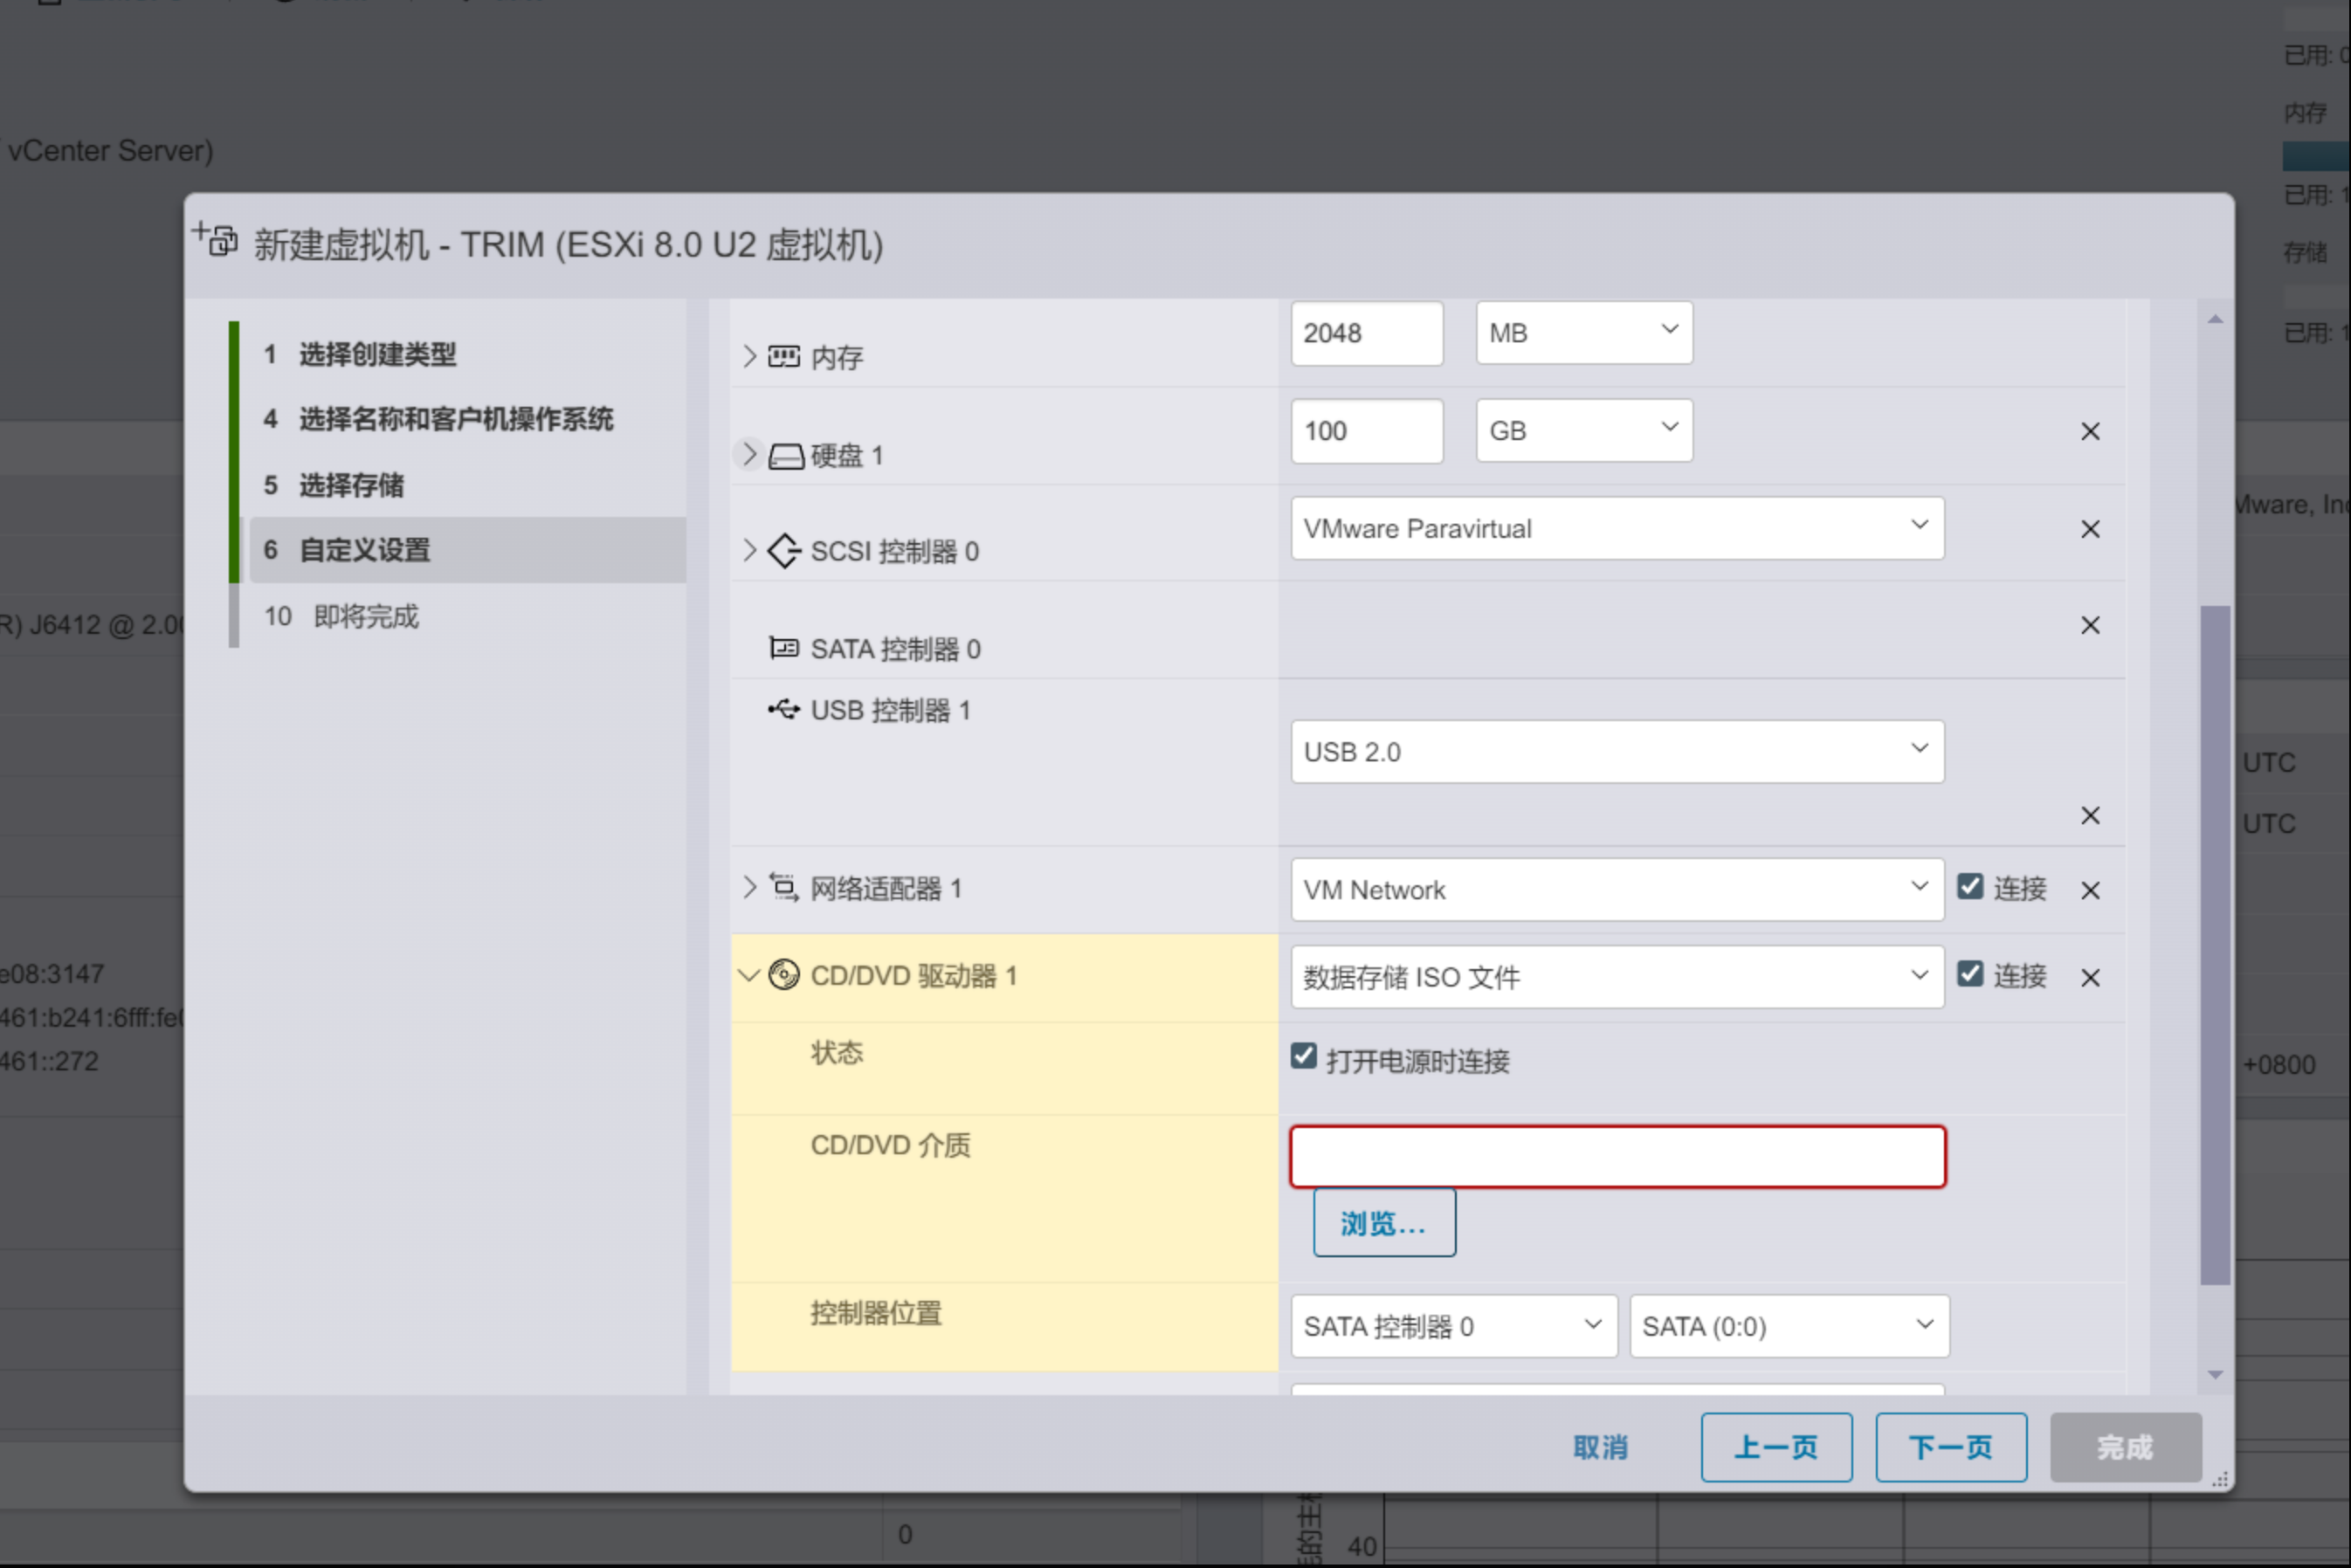 vCenter Server)
已用: 0
内存
已用: 1
存储
已用: 1
新建虚拟机 - TRIM (ESXi 8.0 U2 虚拟机)
1 选择创建类型
4 选择名称和客户机操作系统
5 选择存储
6 自定义设置
10 即将完成
内存 2048 MB
硬盘 1 100 GB
SCSI 控制器 0 VMware Paravirtual
SATA 控制器 0
USB 控制器 1
USB 2.0
网络适配器 1 VM Network 连接
CD/DVD 驱动器 1 数据存储 ISO 文件 连接
状态 打开电源时连接
CD/DVD 介质
浏览...
控制器位置 SATA 控制器 0 SATA (0:0)
取消 上一页 下一页 完成
R) J6412 @ 2.00
e08:3147
461:b241:6fff:fe0
461::272
Mware, Inc
UTC
UTC
+0800
0
40
的主机